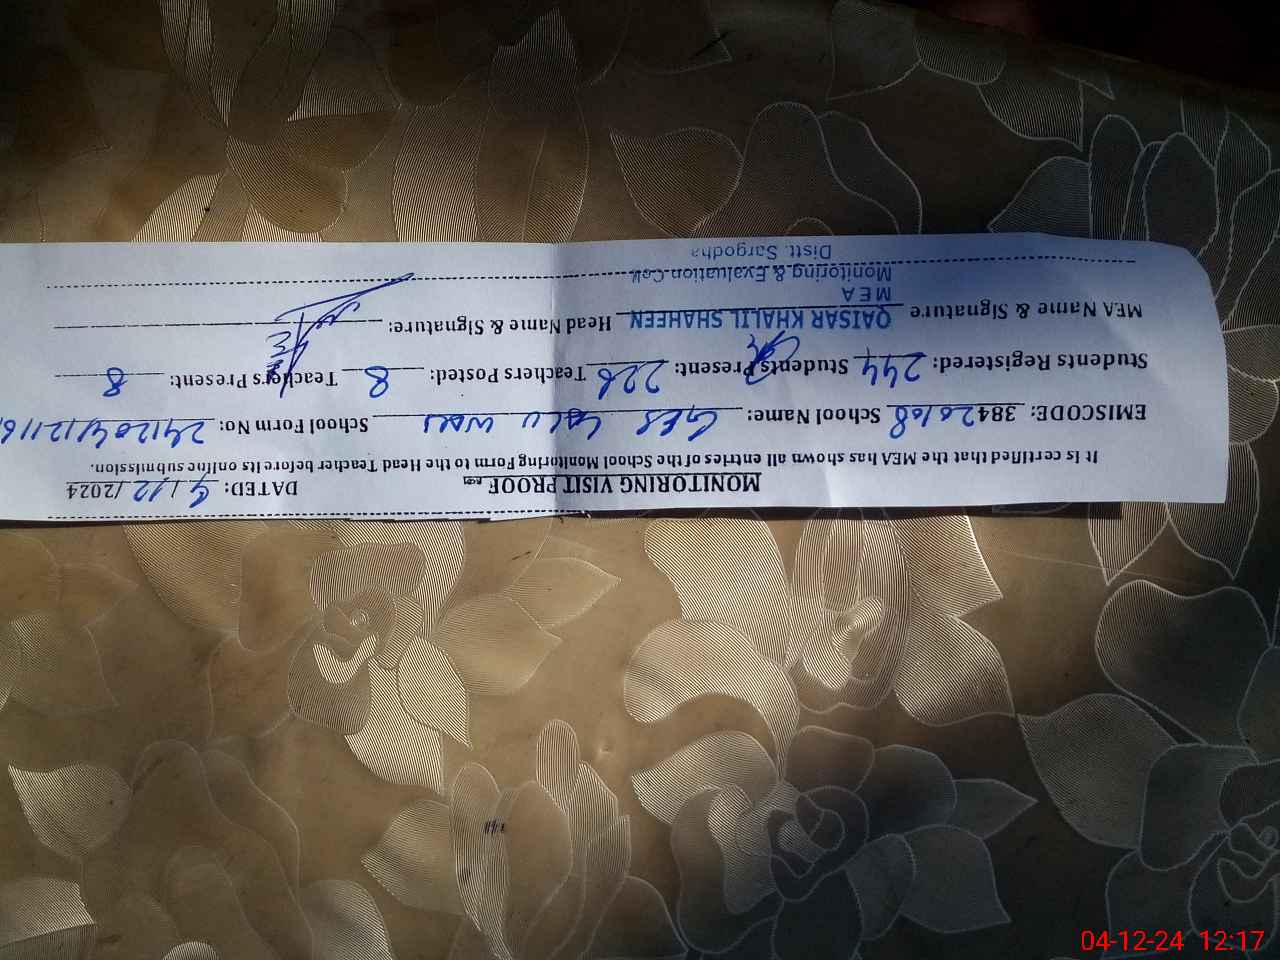 MONITORING VISIT PROOF DATED: 4/12/2024
It is certified that the MEA has shown all entries of the School Monitoring Form to the Head Teacher before its online submission.
EMISCODE: 38420168 School Name: GES School Form No:
Students Registered: 244 Students Present: 226 Teachers Posted: 8 Teachers Present: 8
MEA Name & Signature QAISAR KHALIL SHAHEEN Head Name & Signature:
MEA
Monitoring & Evaluation Cell
Distt. Sargodha
04-12-24 12:17